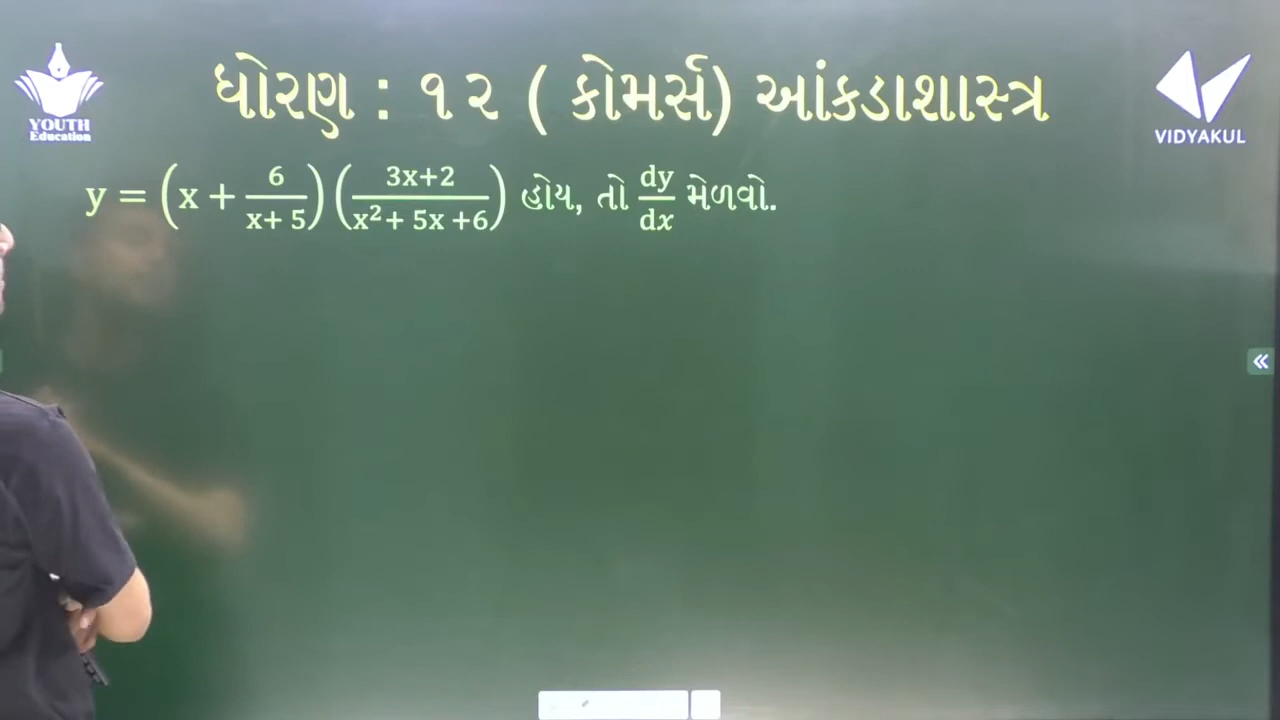 YOUTH
Education
ધોરણ : ૧૨ ( કોમર્સ) આંકડાશાસ્ત્ર
VIDYAKUL
y = (x + 6/(x+ 5)) ((3x+2)/(x²+ 5x +6)) હોય, તો dy/dx મેળવો.